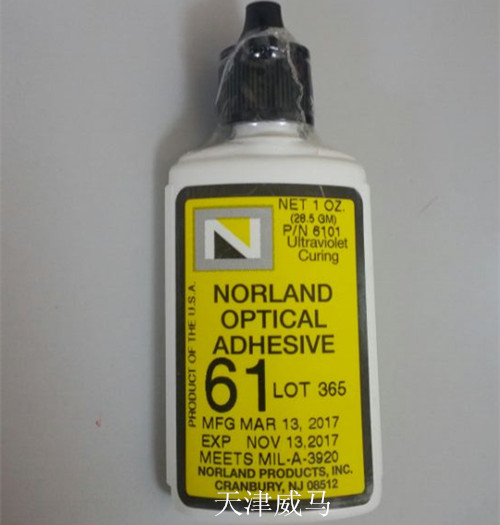 NET 1 OZ.
(28.5 GM)
P/N 6101
Ultraviolet
Curing
N
PRODUCT OF THE U.S.A.
NORLAND
OPTICAL
ADHESIVE
61 LOT 365
MFG MAR 13, 2017
EXP NOV 13,2017
MEETS MIL-A-3920
NORLAND PRODUCTS, INC.
CRANBURY, NJ 08512
天津威马